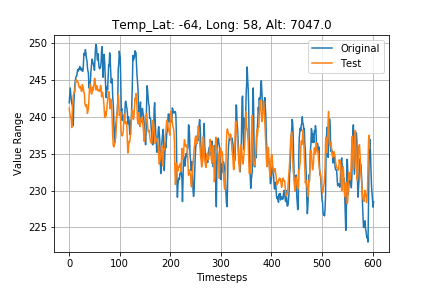 Temp_Lat: -64, Long: 58, Alt: 7047.0
Original
Test
Value Range
250
245
240
235
230
225
0 100 200 300 400 500 600
Timesteps